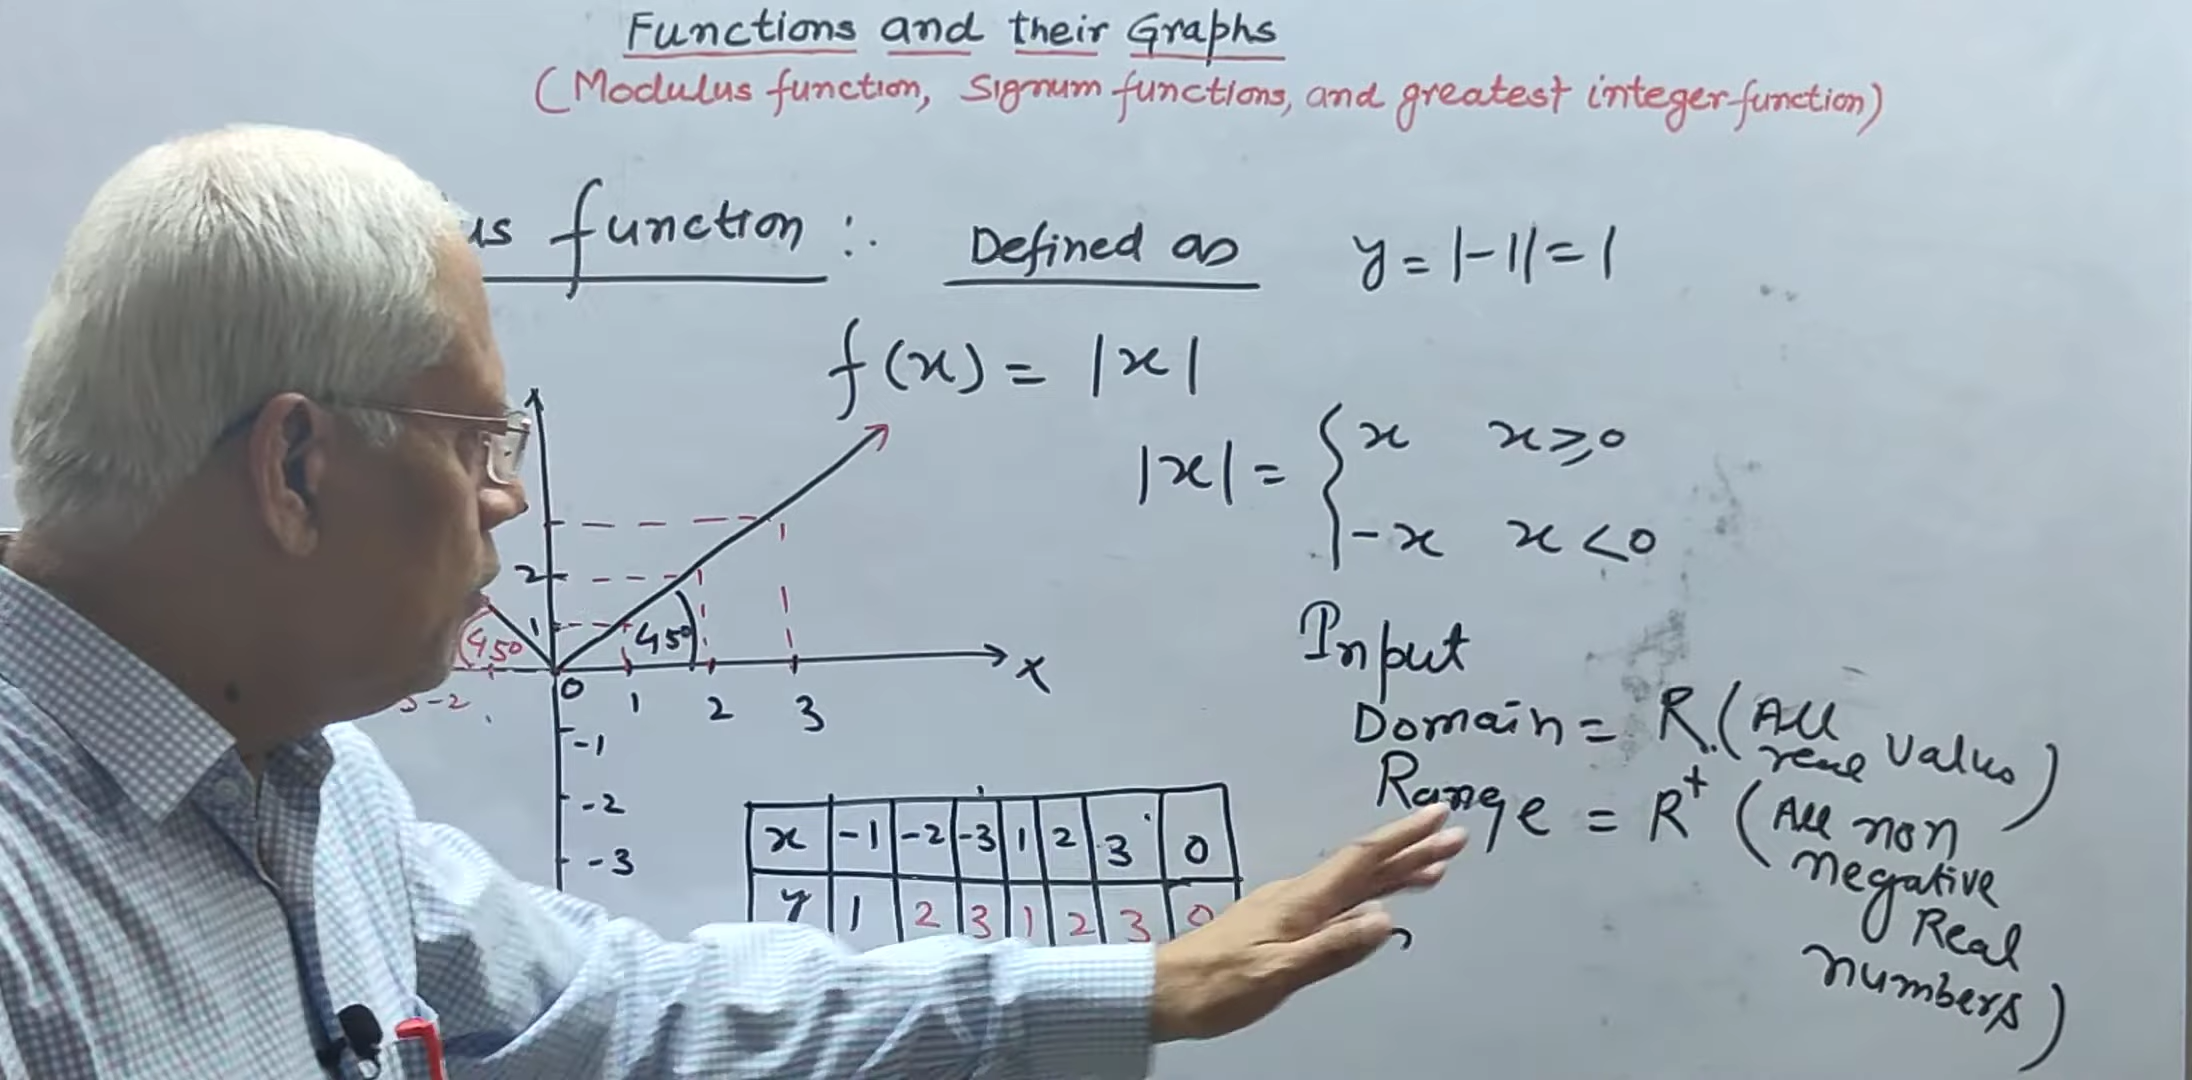 Functions and their Graphs
(Modulus function, Signum functions, and greatest integer function)
us function :. Defined as y = |-1| = 1
f(x) = |x|
|x| = { x x ⩾ 0
-x x < 0
2
1
45° 45°
-2 0 1 2 3 X
-1
-2
-3
Input
Domain = R. (All real values)
Range = R⁺ (All non negative Real numbers)
x -1 -2 -3 1 2 3 0
y 1 2 3 1 2 3 0